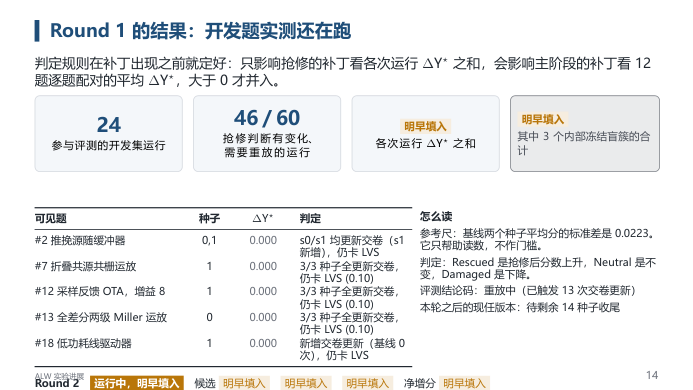 Round 1 的结果：开发题实测还在跑
判定规则在补丁出现之前就定好：只影响抢修的补丁看各次运行 ΔY* 之和，会影响主阶段的补丁看 12
题逐题配对的平均 ΔY*，大于 0 才并入。
24
参与评测的开发集运行
46 / 60
抢修判断有变化、
需要重放的运行
明早填入
各次运行 ΔY* 之和
明早填入
其中 3 个内部冻结盲簇的合
计
可见题 种子 ΔY* 判定
#2 推挽源随缓冲器 0,1 0.000 s0/s1 均更新交卷（s1
新增），仍卡 LVS
#7 折叠共源共栅运放 1 0.000 3/3 种子全更新交卷，
仍卡 LVS (0.10)
#12 采样反馈 OTA，增益 8 1 0.000 3/3 种子全更新交卷，
仍卡 LVS (0.10)
#13 全差分两级 Miller 运放 0 0.000 3/3 种子全更新交卷，
仍卡 LVS (0.10)
#18 低功耗线驱动器 1 0.000 新增交卷更新（基线 0
次），仍卡 LVS
怎么读
参考尺：基线两个种子平均分的标准差是 0.0223。
它只帮助读数，不作门槛。
判定：Rescued 是抢修后分数上升，Neutral 是不
变，Damaged 是下降。
评测结论码：重放中（已触发 13 次交卷更新）
本轮之后的现任版本：待剩余 14 种子收尾
ALW 实验进展
14
Round 2 运行中，明早填入 候选 明早填入 明早填入 明早填入 净增分 明早填入